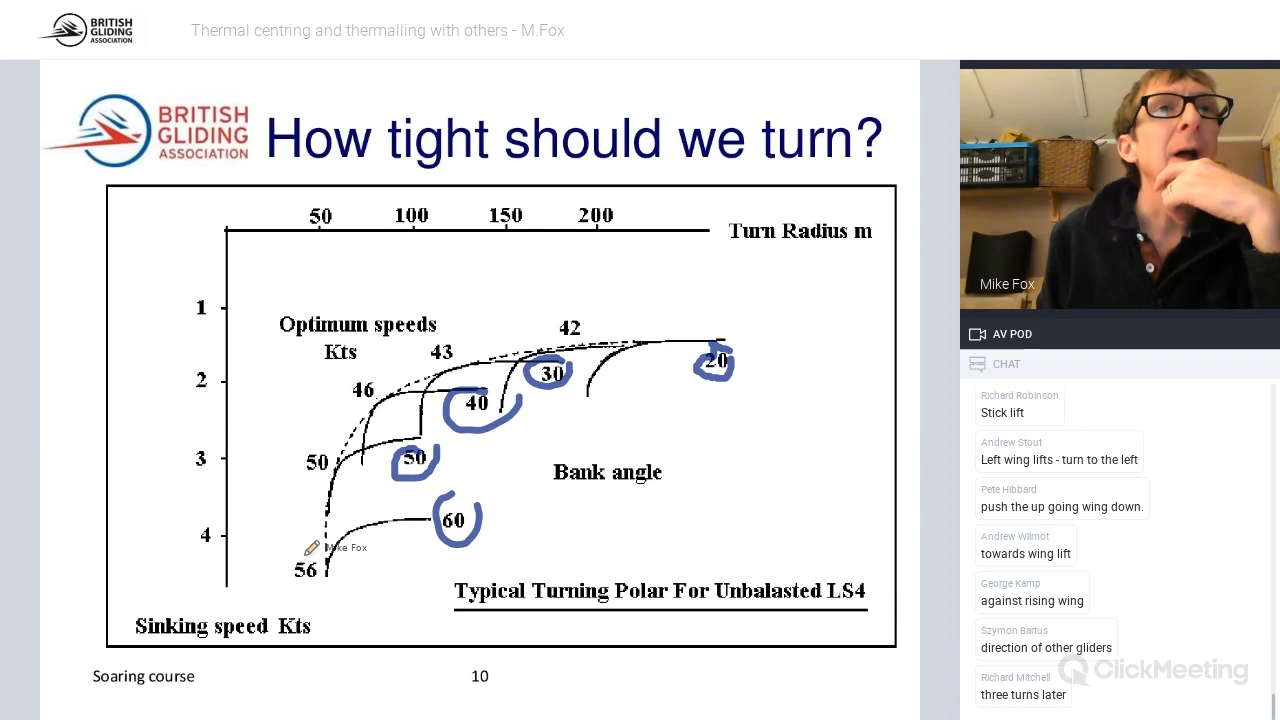 BRITISH
GLIDING
ASSOCIATION
Thermal centring and thermalling with others - M.Fox
BRITISH
GLIDING
ASSOCIATION
How tight should we turn?
50 100 150 200
Turn Radius m
1
2
3
4
Optimum speeds
Kts
42
43
46
50
56
20
30
40
50
60
Bank angle
Mike Fox
Typical Turning Polar For Unbalasted LS4
Sinking speed Kts
Soaring course
10
Mike Fox
AV POD
CHAT
Richard Robinson
Stick lift
Andrew Stout
Left wing lifts - turn to the left
Pete Hibbard
push the up going wing down.
Andrew Wilmot
towards wing lift
George Kamp
against rising wing
Szymon Bartus
direction of other gliders
Richard Mitchell
three turns later
ClickMeeting